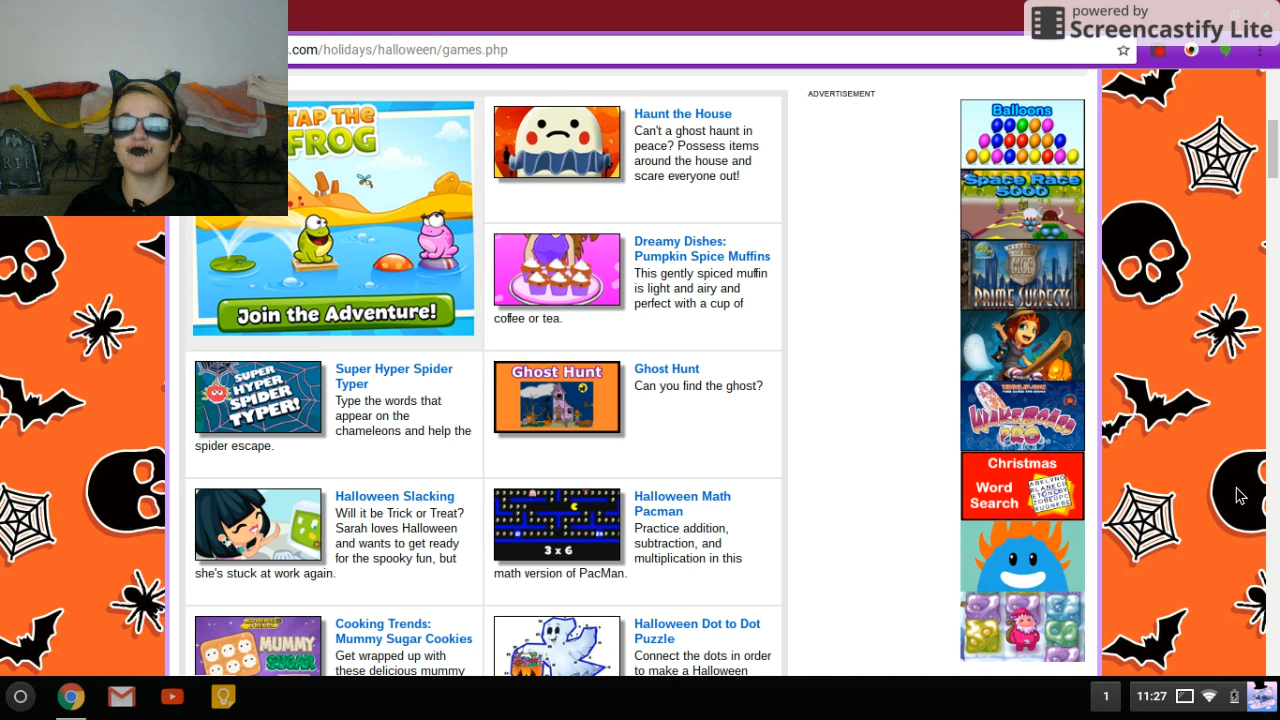 powered by
Screencastify Lite
.com/holidays/halloween/games.php
RIP
TAP THE
FROG
Join the Adventure!
Haunt the House
Can't a ghost haunt in
peace? Possess items
around the house and
scare everyone out!
Dreamy Dishes:
Pumpkin Spice Muffins
This gently spiced muffin
is light and airy and
perfect with a cup of
coffee or tea.
SUPER
HYPER
SPIDER
TYPER!
Super Hyper Spider
Typer
Type the words that
appear on the
chameleons and help the
spider escape.
Ghost Hunt
Ghost Hunt
Can you find the ghost?
Halloween Slacking
Will it be Trick or Treat?
Sarah loves Halloween
and wants to get ready
for the spooky fun, but
she's stuck at work again.
3 x 6
Halloween Math
Pacman
Practice addition,
subtraction, and
multiplication in this
math version of PacMan.
MUMMY
SUGAR
Cooking Trends:
Mummy Sugar Cookies
Get wrapped up with
these delicious mummy
Halloween Dot to Dot
Puzzle
Connect the dots in order
to make a Halloween
ADVERTISEMENT
Balloons
Space Race
5000
PRIME SUSPECTS
WAKEBOARD
PRO
Christmas
Word
Search
1
11:27